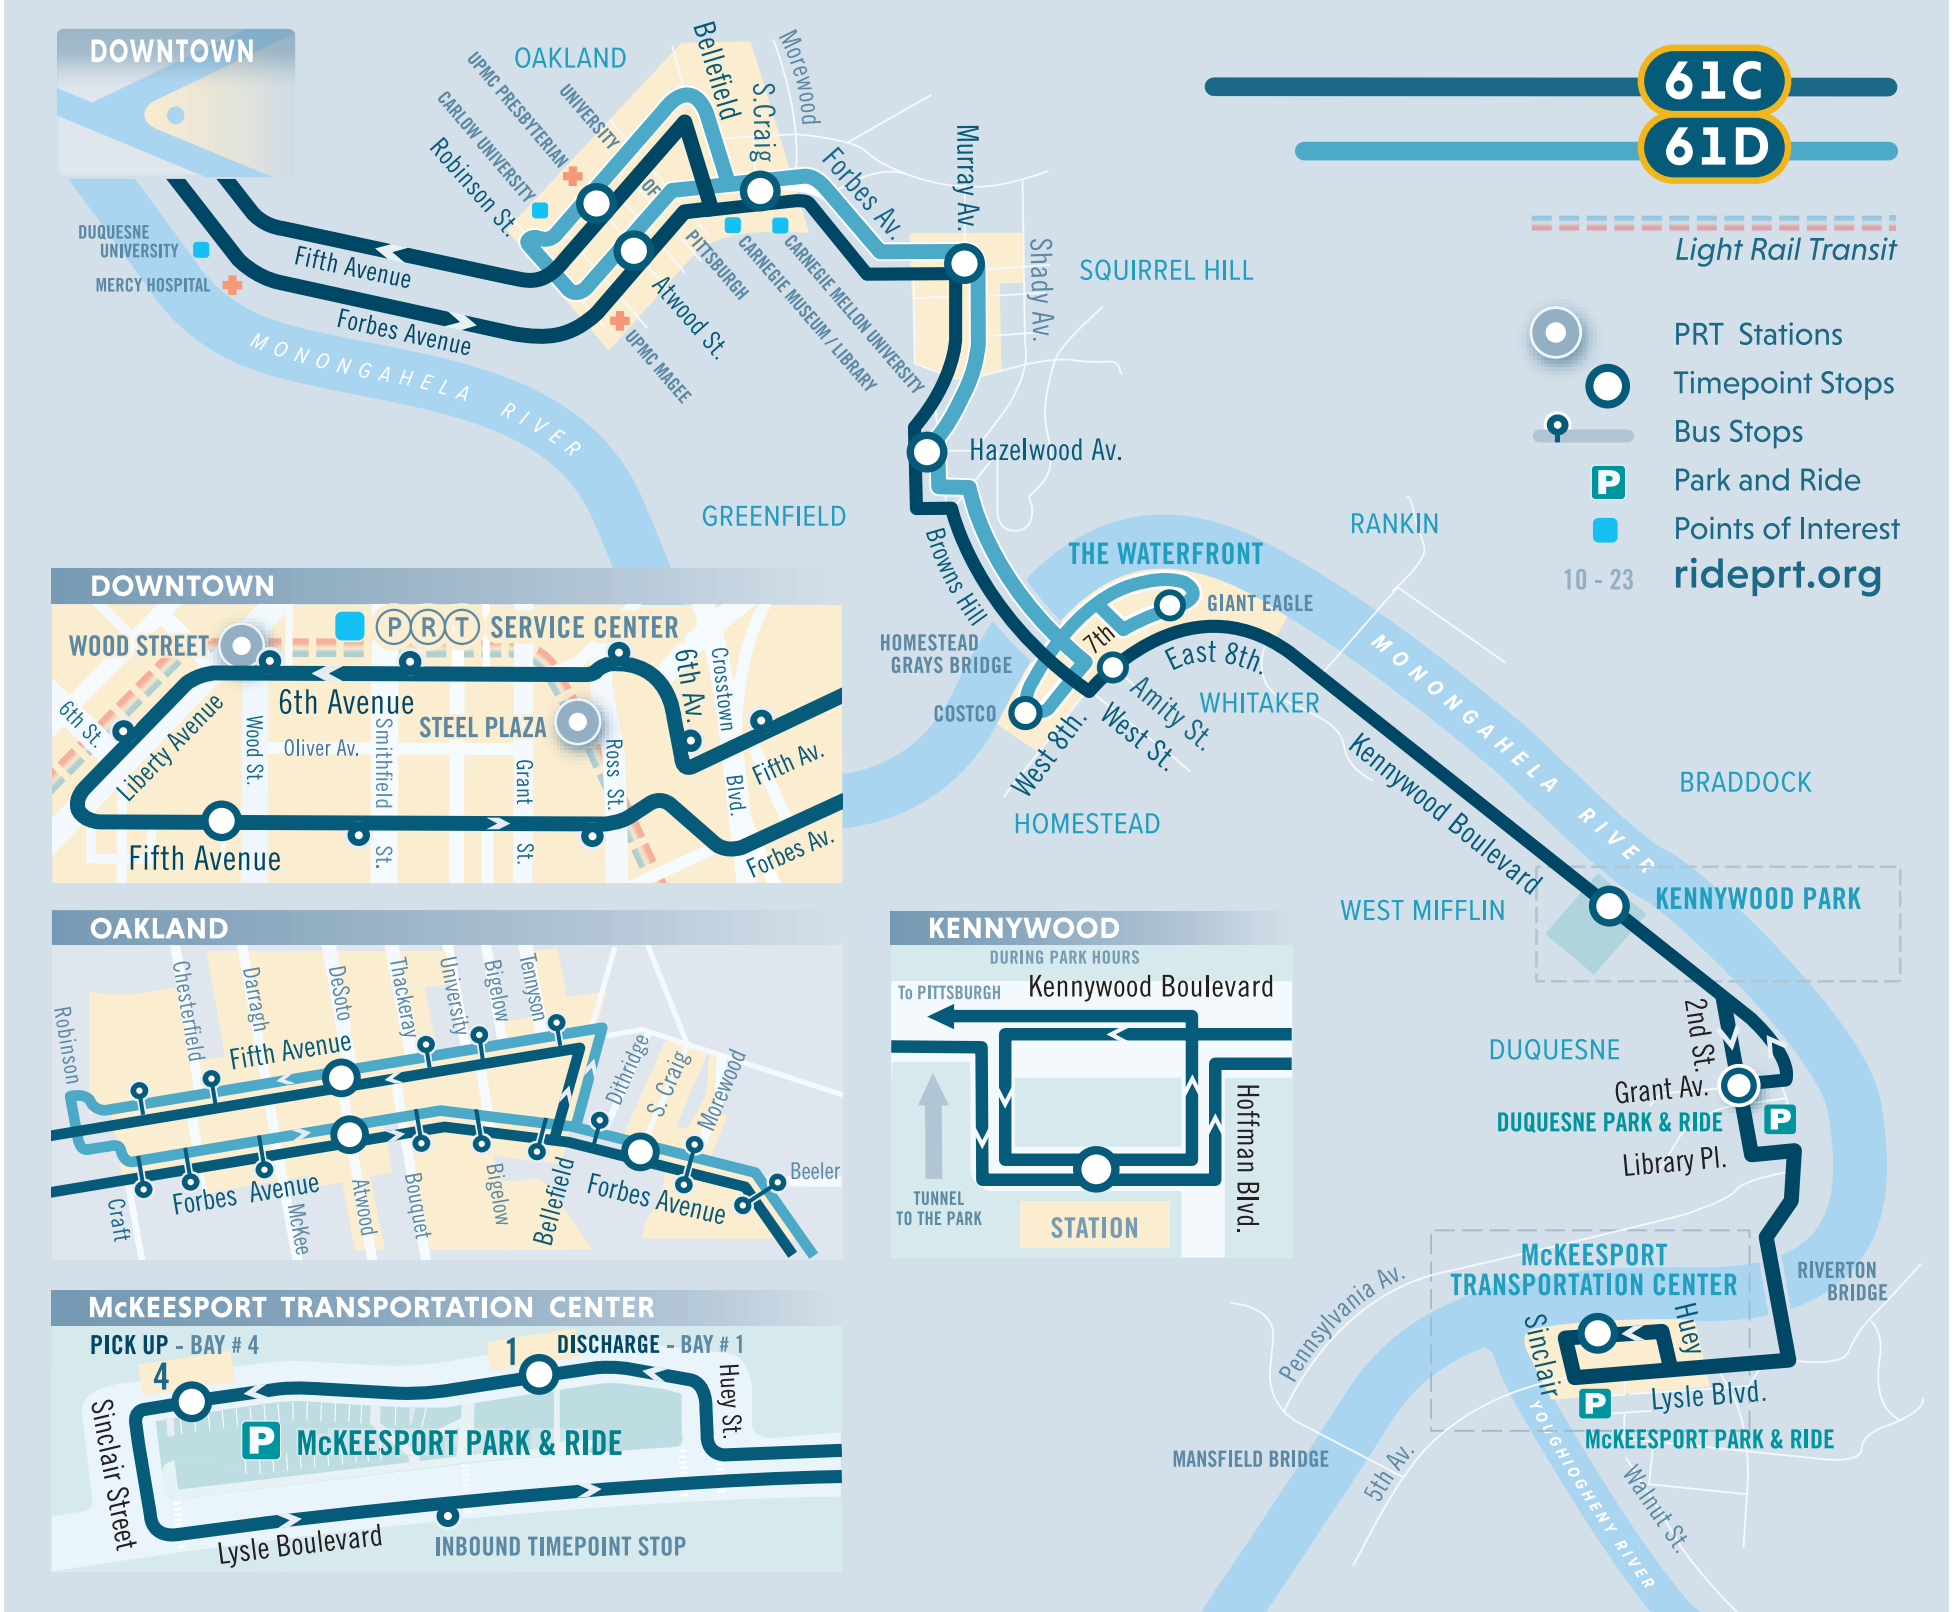 DOWNTOWN
OAKLAND
UPMC PRESBYTERIAN
CARLOW UNIVERSITY
UNIVERSITY
OF
PITTSBURGH
Robinson St.
Bellefield
S.Craig
Morewood
Forbes Av.
Murray Av.
Shady Av.
SQUIRREL HILL
61C
61D
Light Rail Transit
PRT Stations
Timepoint Stops
Bus Stops
Park and Ride
Points of Interest
10 - 23
rideprt.org
DUQUESNE
UNIVERSITY
MERCY HOSPITAL
Fifth Avenue
Forbes Avenue
MONONGAHELA RIVER
Atwood St.
UPMC MAGEE
CARNEGIE MUSEUM / LIBRARY
CARNEGIE MELLON UNIVERSITY
Hazelwood Av.
GREENFIELD
Browns Hill
THE WATERFRONT
GIANT EAGLE
RANKIN
HOMESTEAD
GRAYS BRIDGE
COSTCO
7th
East 8th.
Amity St.
West St.
West 8th.
WHITAKER
HOMESTEAD
MONONGAHELA RIVER
BRADDOCK
Kennywood Boulevard
WEST MIFFLIN
KENNYWOOD PARK
2nd St.
DUQUESNE
Grant Av.
DUQUESNE PARK & RIDE
P
Library Pl.
McKEESPORT
TRANSPORTATION CENTER
RIVERTON
BRIDGE
Sinclair
Huey
Lysle Blvd.
P
McKEESPORT PARK & RIDE
Pennsylvania Av.
MANSFIELD BRIDGE
5th Av.
YOUGHIOGHENY RIVER
Walnut St.
DOWNTOWN
WOOD STREET
PRT SERVICE CENTER
6th Avenue
6th Av.
Crosstown
Blvd.
6th St.
Liberty Avenue
Wood St.
Oliver Av.
Smithfield
St.
STEEL PLAZA
Grant
St.
Ross
St.
Fifth Av.
Fifth Avenue
Forbes Av.
OAKLAND
Robinson
Chesterfield
Darragh
DeSoto
Thackeray
University
Bigelow
Tennyson
Fifth Avenue
Dithridge
S. Craig
Morewood
Beeler
Craft
Forbes Avenue
McKee
Atwood
Bouquet
Bigelow
Bellefield
Forbes Avenue
KENNYWOOD
DURING PARK HOURS
To PITTSBURGH
Kennywood Boulevard
Hoffman Blvd.
TUNNEL
TO THE PARK
STATION
McKEESPORT TRANSPORTATION CENTER
PICK UP - BAY # 4
4
1
DISCHARGE - BAY # 1
Huey St.
Sinclair Street
P
McKEESPORT PARK & RIDE
Lysle Boulevard
INBOUND TIMEPOINT STOP